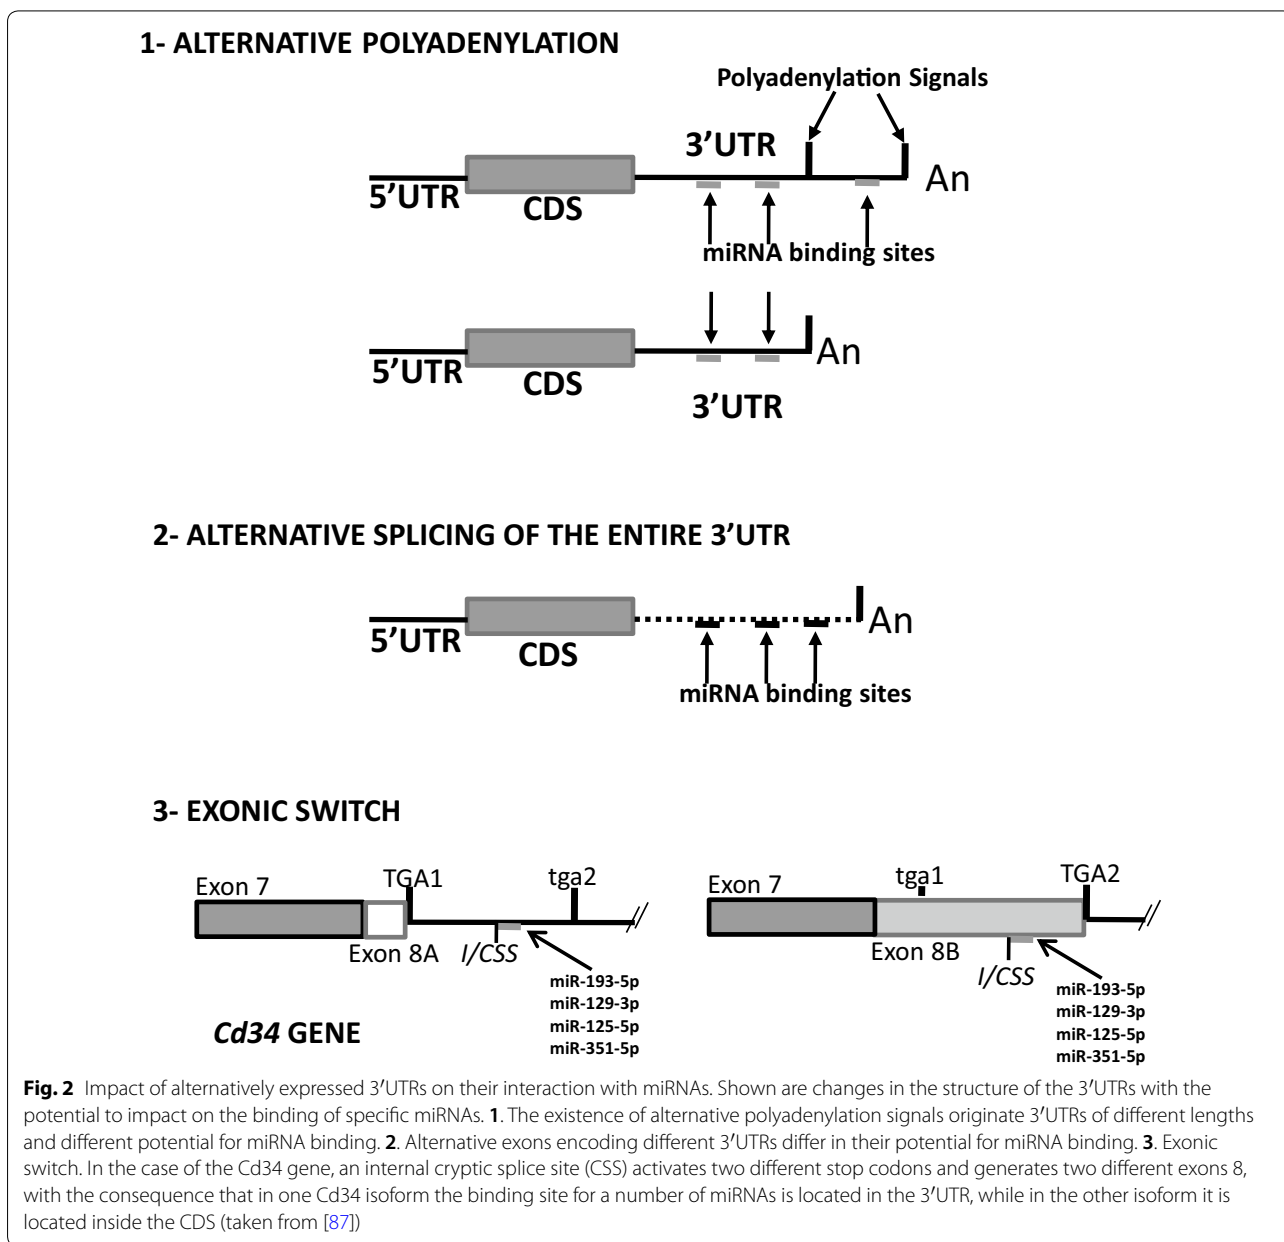 1- ALTERNATIVE POLYADENYLATION
Polyadenylation Signals
3’UTR
5’UTR
CDS
An
miRNA binding sites
5’UTR
CDS
An
3’UTR
2- ALTERNATIVE SPLICING OF THE ENTIRE 3’UTR
5’UTR
CDS
An
miRNA binding sites
3- EXONIC SWITCH
Exon 7
TGA1
tga2
Exon 8A
I/CSS
miR-193-5p
miR-129-3p
miR-125-5p
miR-351-5p
Cd34 GENE
Exon 7
tga1
TGA2
Exon 8B
I/CSS
miR-193-5p
miR-129-3p
miR-125-5p
miR-351-5p
Fig. 2 Impact of alternatively expressed 3′UTRs on their interaction with miRNAs. Shown are changes in the structure of the 3′UTRs with the
potential to impact on the binding of specific miRNAs. 1. The existence of alternative polyadenylation signals originate 3′UTRs of different lengths
and different potential for miRNA binding. 2. Alternative exons encoding different 3′UTRs differ in their potential for miRNA binding. 3. Exonic
switch. In the case of the Cd34 gene, an internal cryptic splice site (CSS) activates two different stop codons and generates two different exons 8,
with the consequence that in one Cd34 isoform the binding site for a number of miRNAs is located in the 3′UTR, while in the other isoform it is
located inside the CDS (taken from [87])